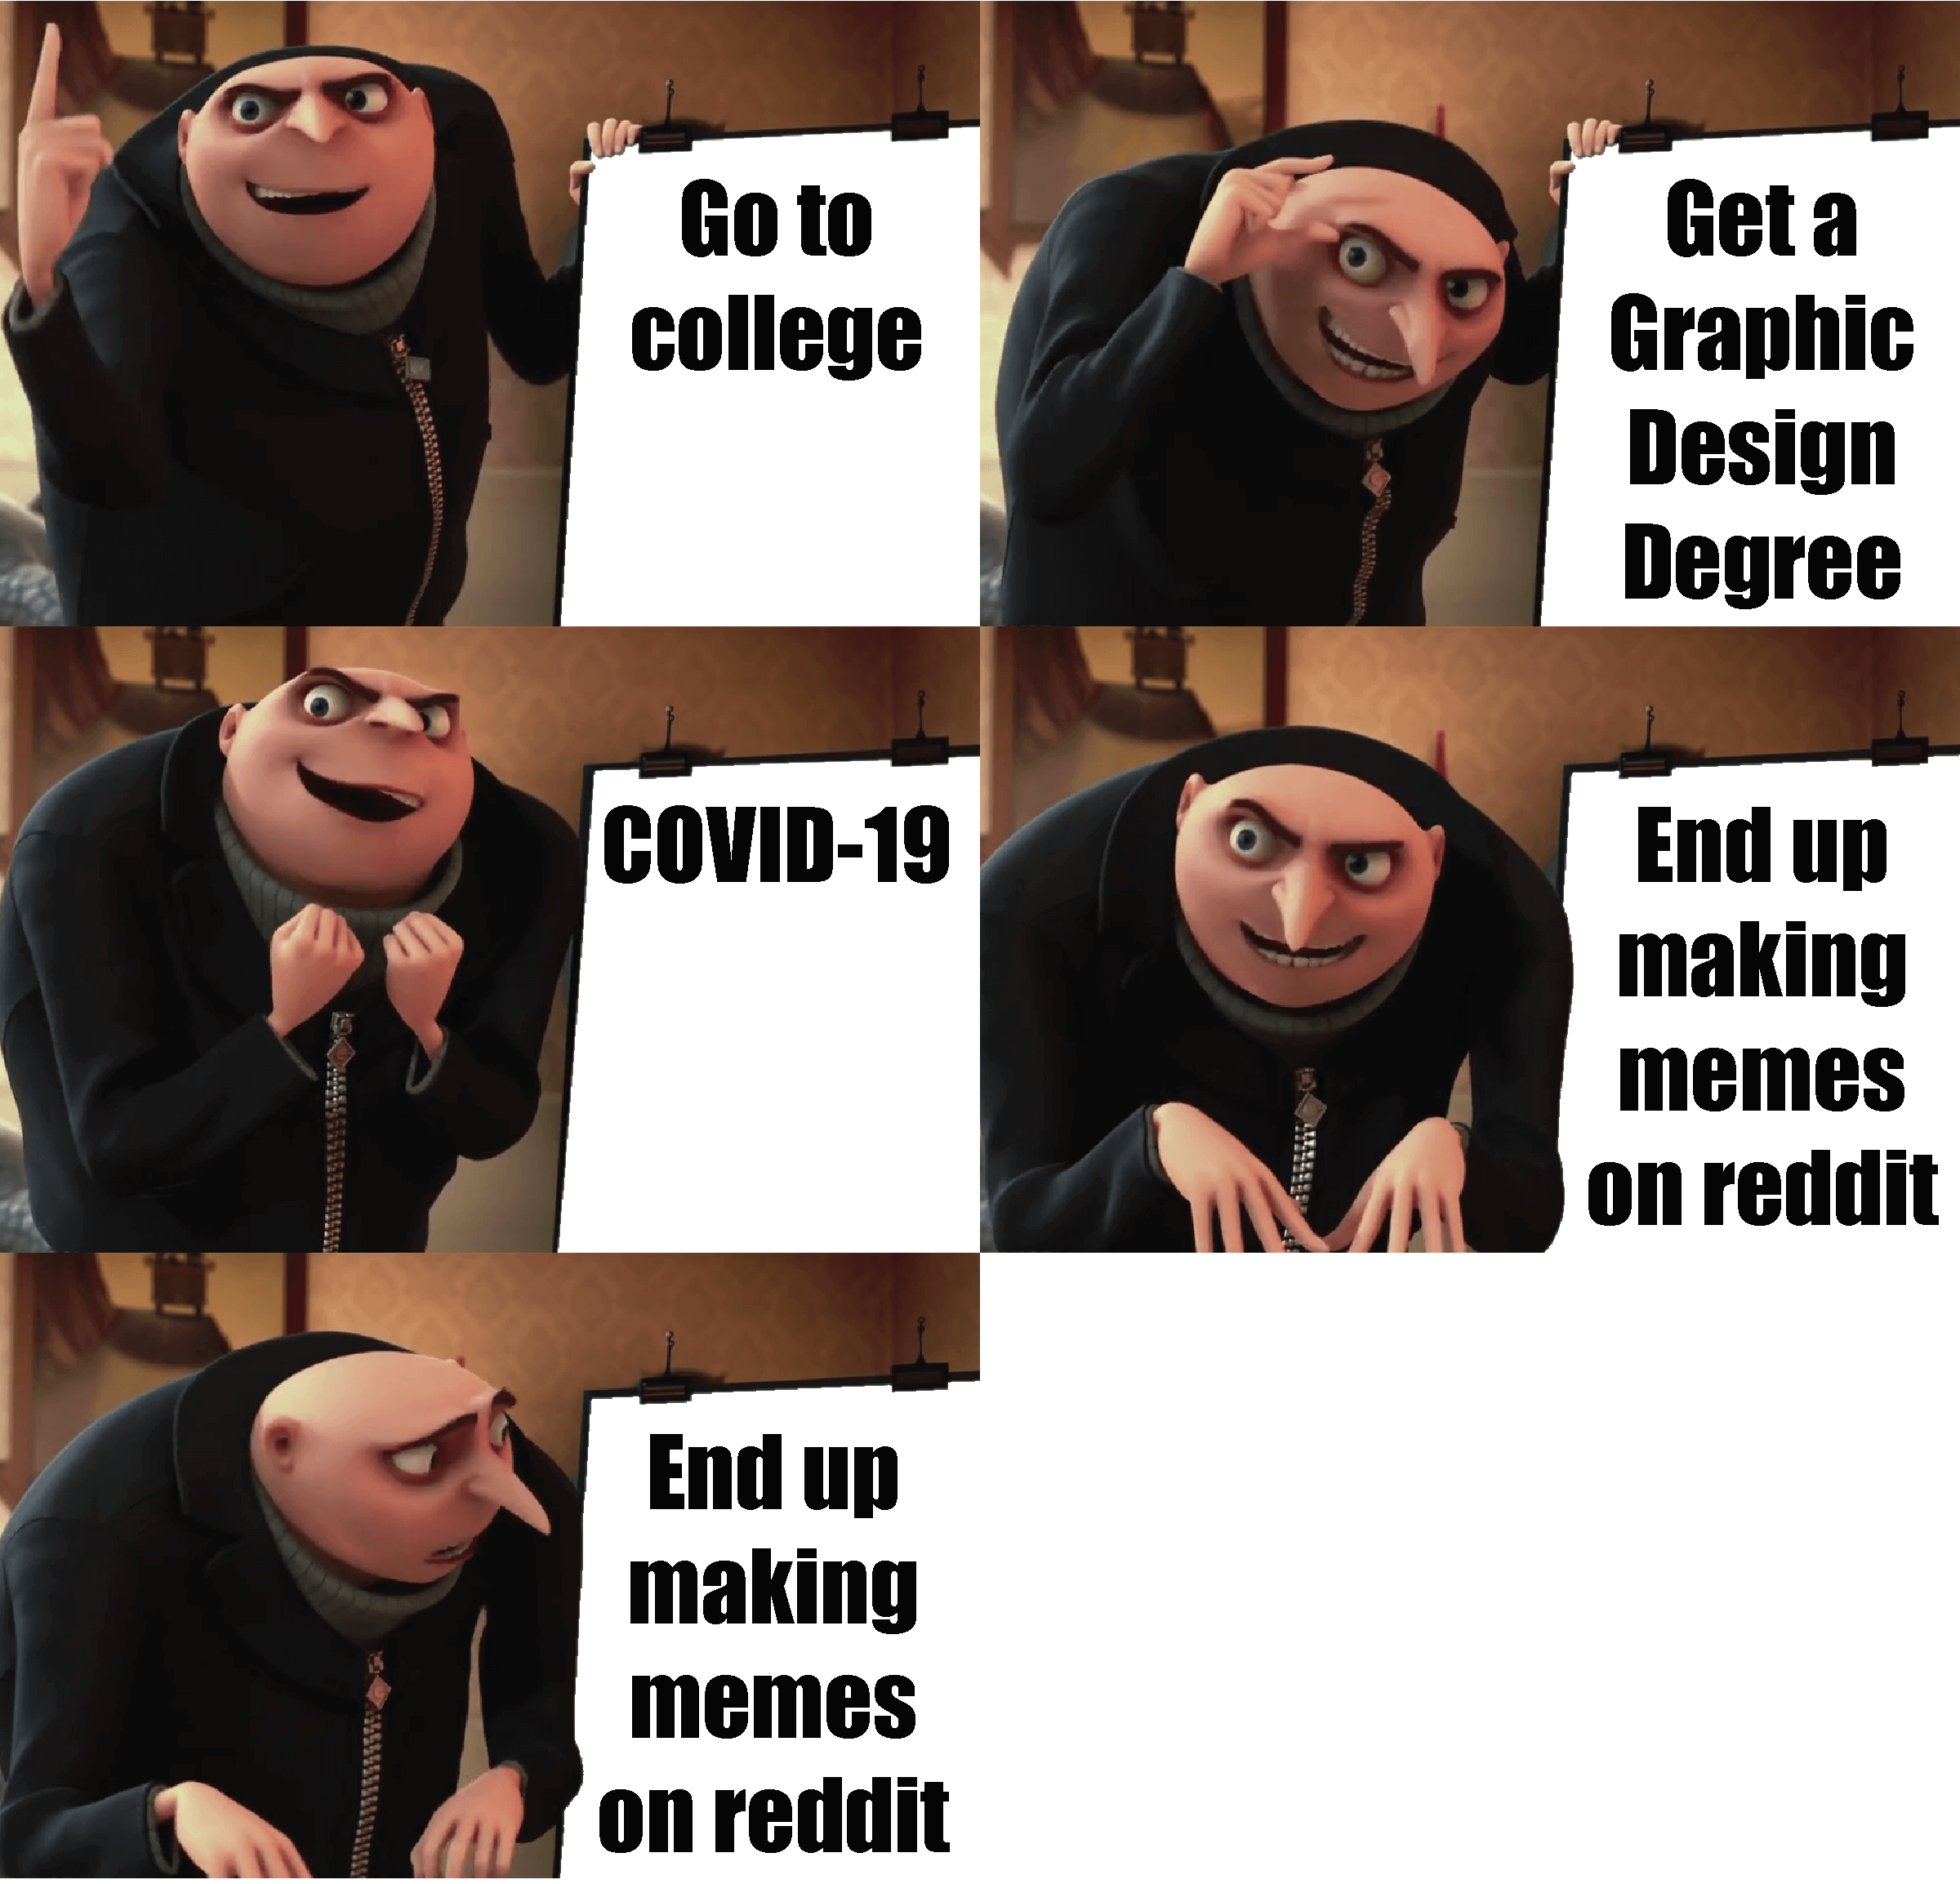 Go to
college
Get a
Graphic
Design
Degree
COVID-19
End up
making
memes
on reddit
End up
making
memes
on reddit